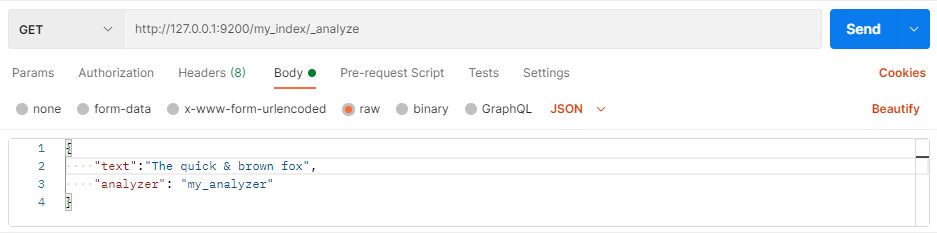 GET http://127.0.0.1:9200/my_index/_analyze Send
Params Authorization Headers (8) Body Pre-request Script Tests Settings Cookies
none form-data x-www-form-urlencoded raw binary GraphQL JSON Beautify
1 {
2 "text":"The quick & brown fox",
3 "analyzer": "my_analyzer"
4 }